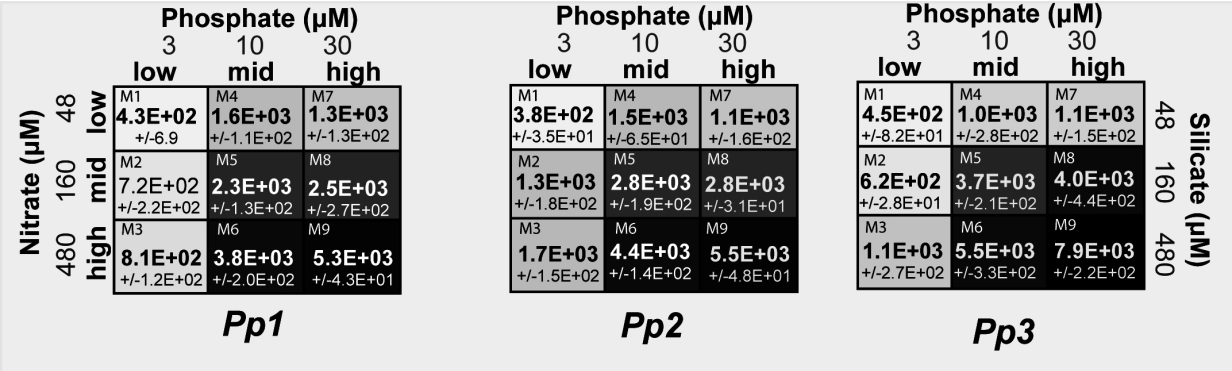 Phosphate (µM) Phosphate (µM) Phosphate (µM)
3 10 30 3 10 30 3 10 30
low mid high low mid high low mid high
Nitrate (µM)
48 160 480
low mid high
M1 M4 M7
4.3E+02 1.6E+03 1.3E+03
+/-6.9 +/-1.1E+02 +/-1.3E+02
M2 M5 M8
7.2E+02 2.3E+03 2.5E+03
+/-2.2E+02 +/-1.3E+02 +/-2.7E+02
M3 M6 M9
8.1E+02 3.8E+03 5.3E+03
+/-1.2E+02 +/-2.0E+02 +/-4.3E+01
Pp1
M1 M4 M7
3.8E+02 1.5E+03 1.1E+03
+/-3.5E+01 +/-6.5E+01 +/-1.6E+02
M2 M5 M8
1.3E+03 2.8E+03 2.8E+03
+/-1.8E+02 +/-1.9E+02 +/-3.1E+01
M3 M6 M9
1.7E+03 4.4E+03 5.5E+03
+/-1.5E+02 +/-1.4E+02 +/-4.8E+01
Pp2
M1 M4 M7
4.5E+02 1.0E+03 1.1E+03
+/-8.2E+01 +/-2.8E+02 +/-1.5E+02
M2 M5 M8
6.2E+02 3.7E+03 4.0E+03
+/-2.8E+01 +/-2.1E+02 +/-4.4E+02
M3 M6 M9
1.1E+03 5.5E+03 7.9E+03
+/-2.7E+02 +/-3.3E+02 +/-2.2E+02
Pp3
48 160 480
Silicate (µM)